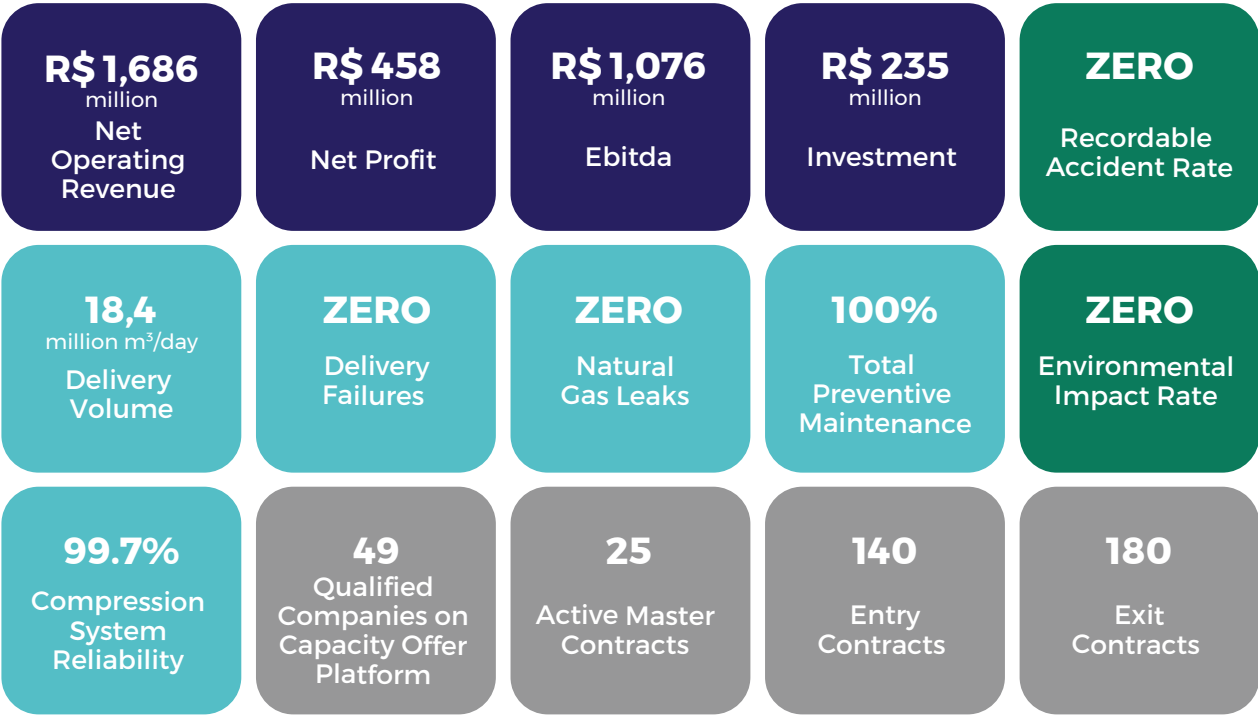 R$ 1,686
million
Net
Operating
Revenue
R$ 458
million
Net Profit
R$ 1,076
million
Ebitda
R$ 235
million
Investment
ZERO
Recordable
Accident Rate
18,4
million m³/day
Delivery
Volume
ZERO
Delivery
Failures
ZERO
Natural
Gas Leaks
100%
Total
Preventive
Maintenance
ZERO
Environmental
Impact Rate
99.7%
Compression
System
Reliability
49
Qualified
Companies on
Capacity Offer
Platform
25
Active Master
Contracts
140
Entry
Contracts
180
Exit
Contracts